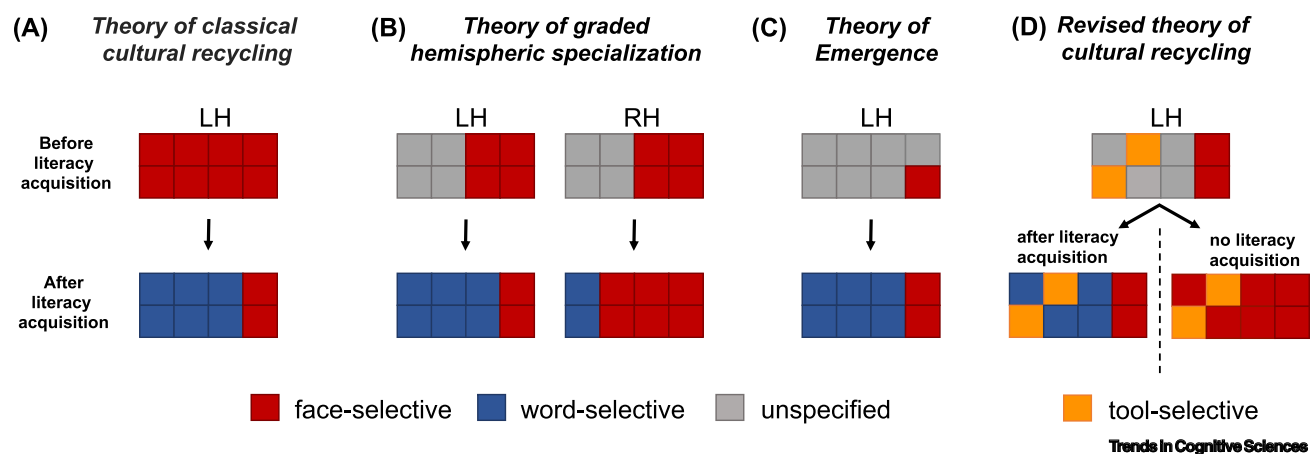 (A) Theory of classical
cultural recycling
(B) Theory of graded
hemispheric specialization
(C) Theory of
Emergence
(D) Revised theory of
cultural recycling
Before
literacy
acquisition
LH
LH
RH
LH
LH
after literacy
acquisition
no literacy
acquisition
After
literacy
acquisition
face-selective
word-selective
unspecified
tool-selective
Trends in Cognitive Sciences